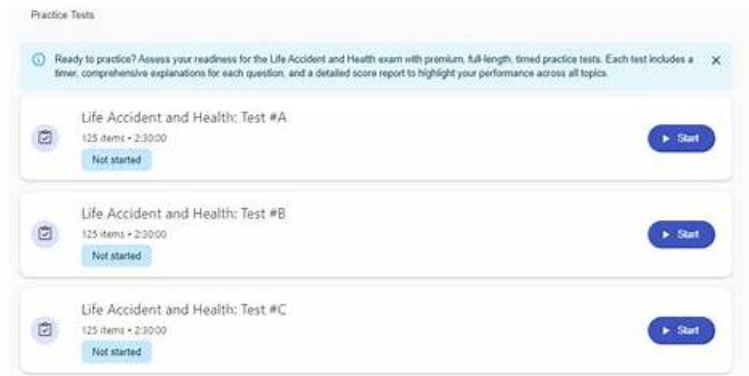 Practice Tests
Ready to practice? Assess your readiness for the Life Accident and Health exam with premium, full-length, timed practice tests. Each test includes a
timer, comprehensive explanations for each question, and a detailed score report to highlight your performance across all topics.
Life Accident and Health: Test #A
125 items • 2:30:00
Start
Not started
Life Accident and Health: Test #B
125 items • 2:30:00
Start
Not started
Life Accident and Health: Test #C
125 items • 2:30:00
Start
Not started